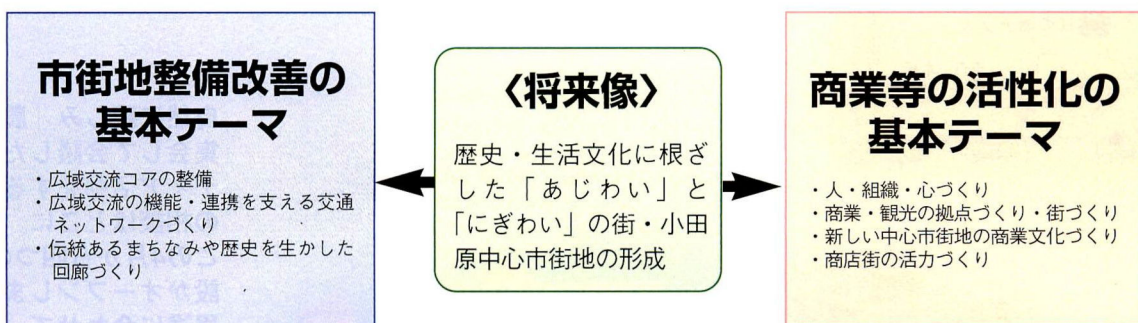 市街地整備改善の
基本テーマ
・広域交流コアの整備
・広域交流の機能・連携を支える交通
ネットワークづくり
・伝統あるまちなみや歴史を生かした
回廊づくり
〈将来像〉
歴史・生活文化に根ざ
した「あじわい」と
「にぎわい」の街・小田
原中心市街地の形成
商業等の活性化の
基本テーマ
・人・組織・心づくり
・商業・観光の拠点づくり・街づくり
・新しい中心市街地の商業文化づくり
・商店街の活力づくり